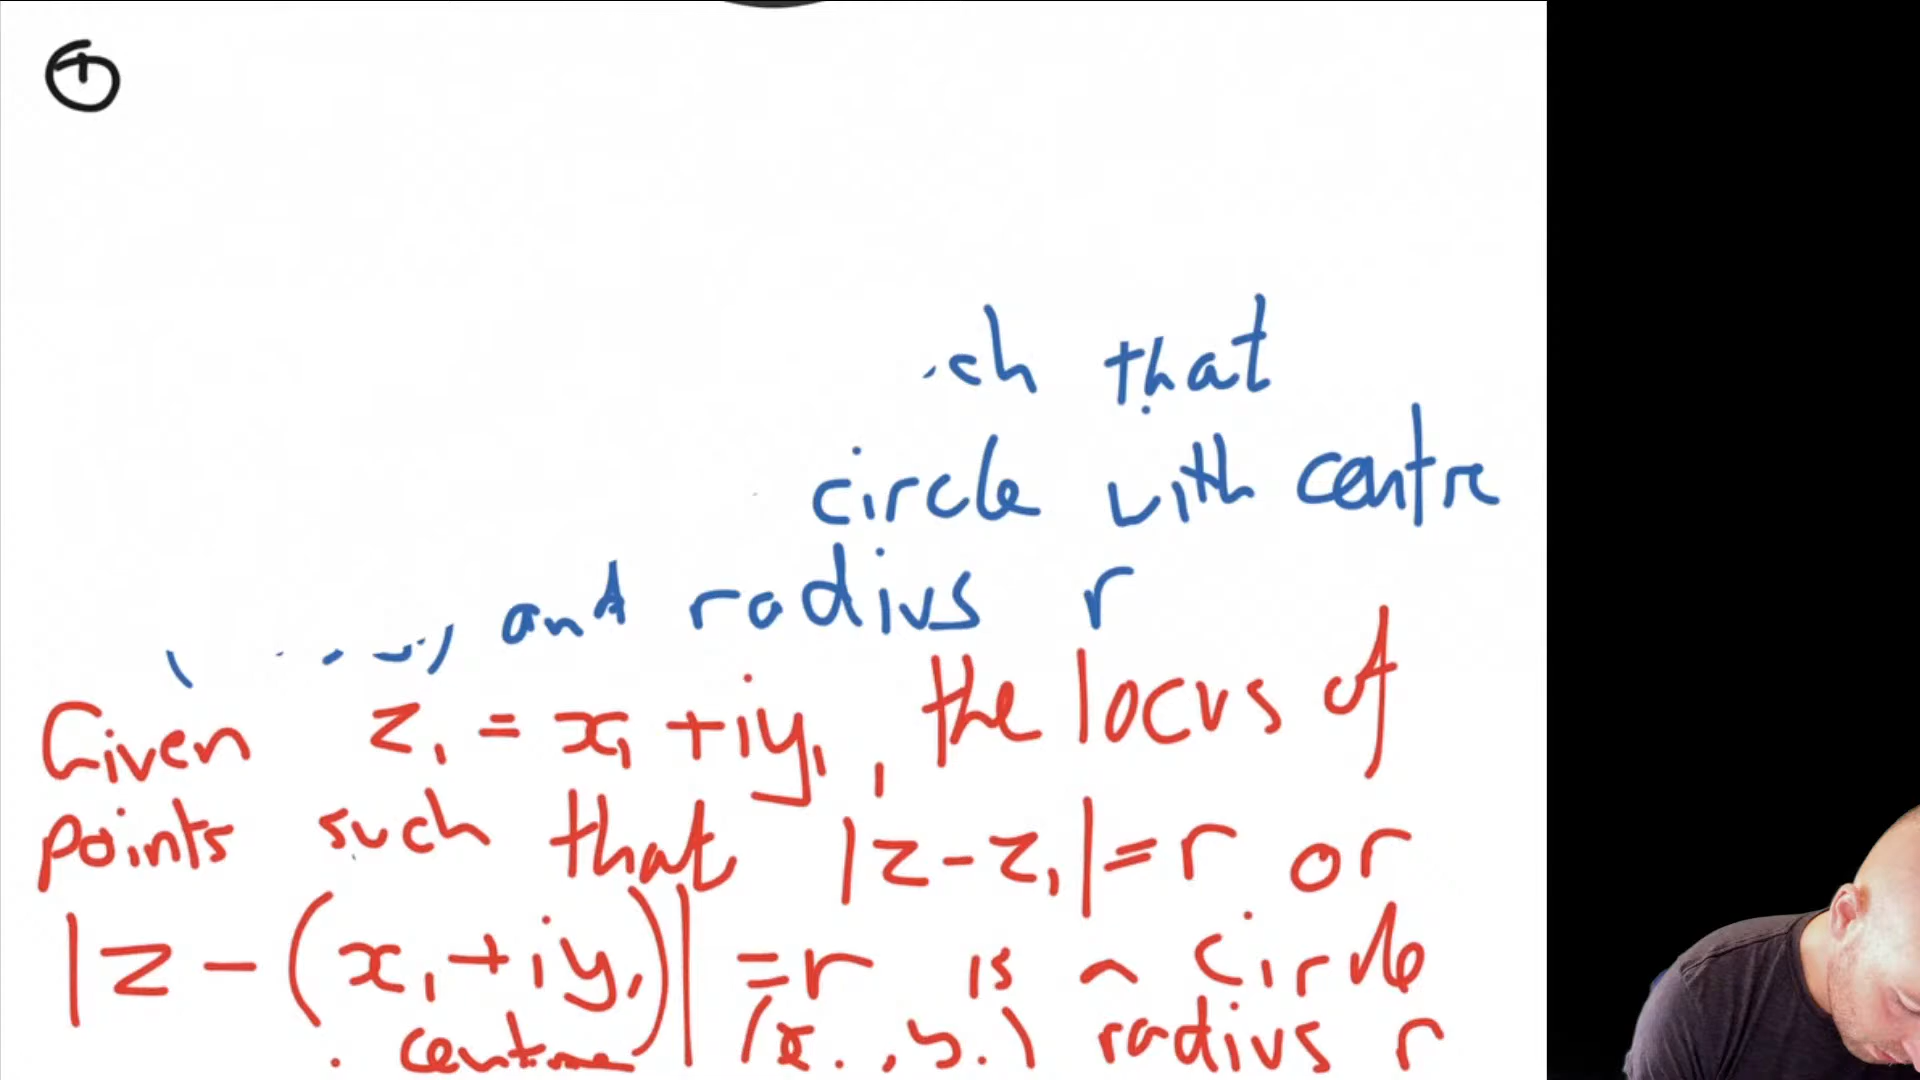 that
circle with centre
and radius r
Given z₁ = x₁ + iy₁, the locus of
points such that |z - z₁| = r or
|z - (x₁ + iy₁)| = r is a circle
centre (x₁, y₁) radius r